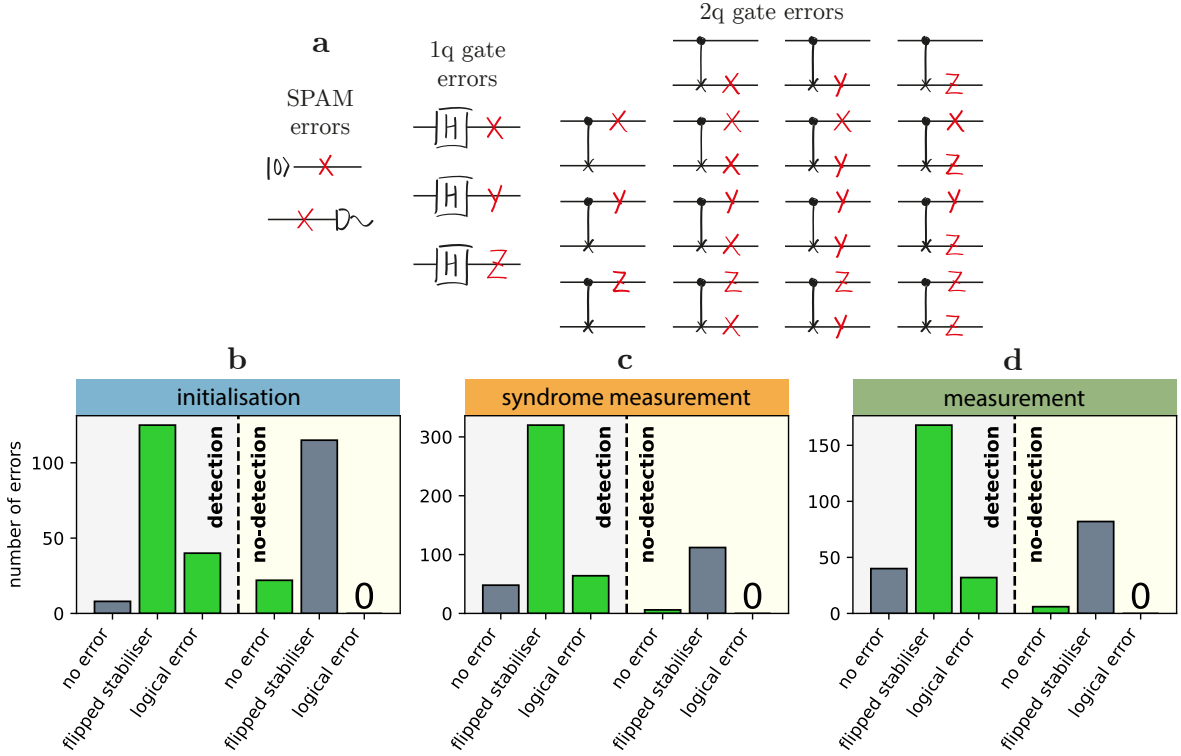 a
SPAM
errors
|0⟩ X
X
1q gate
errors
H X
H Y
H Z
2q gate errors
X Y Z
X X X X
X Y Z
Y Y Y Y
X Y Z
Z Z Z Z
X Y Z
b
initialisation
number of errors
100
50
0
detection
no-detection
0
no error
flipped stabiliser
logical error
no error
flipped stabiliser
logical error
c
syndrome measurement
300
200
100
0
detection
no-detection
0
no error
flipped stabiliser
logical error
no error
flipped stabiliser
logical error
d
measurement
150
100
50
0
detection
no-detection
0
no error
flipped stabiliser
logical error
no error
flipped stabiliser
logical error